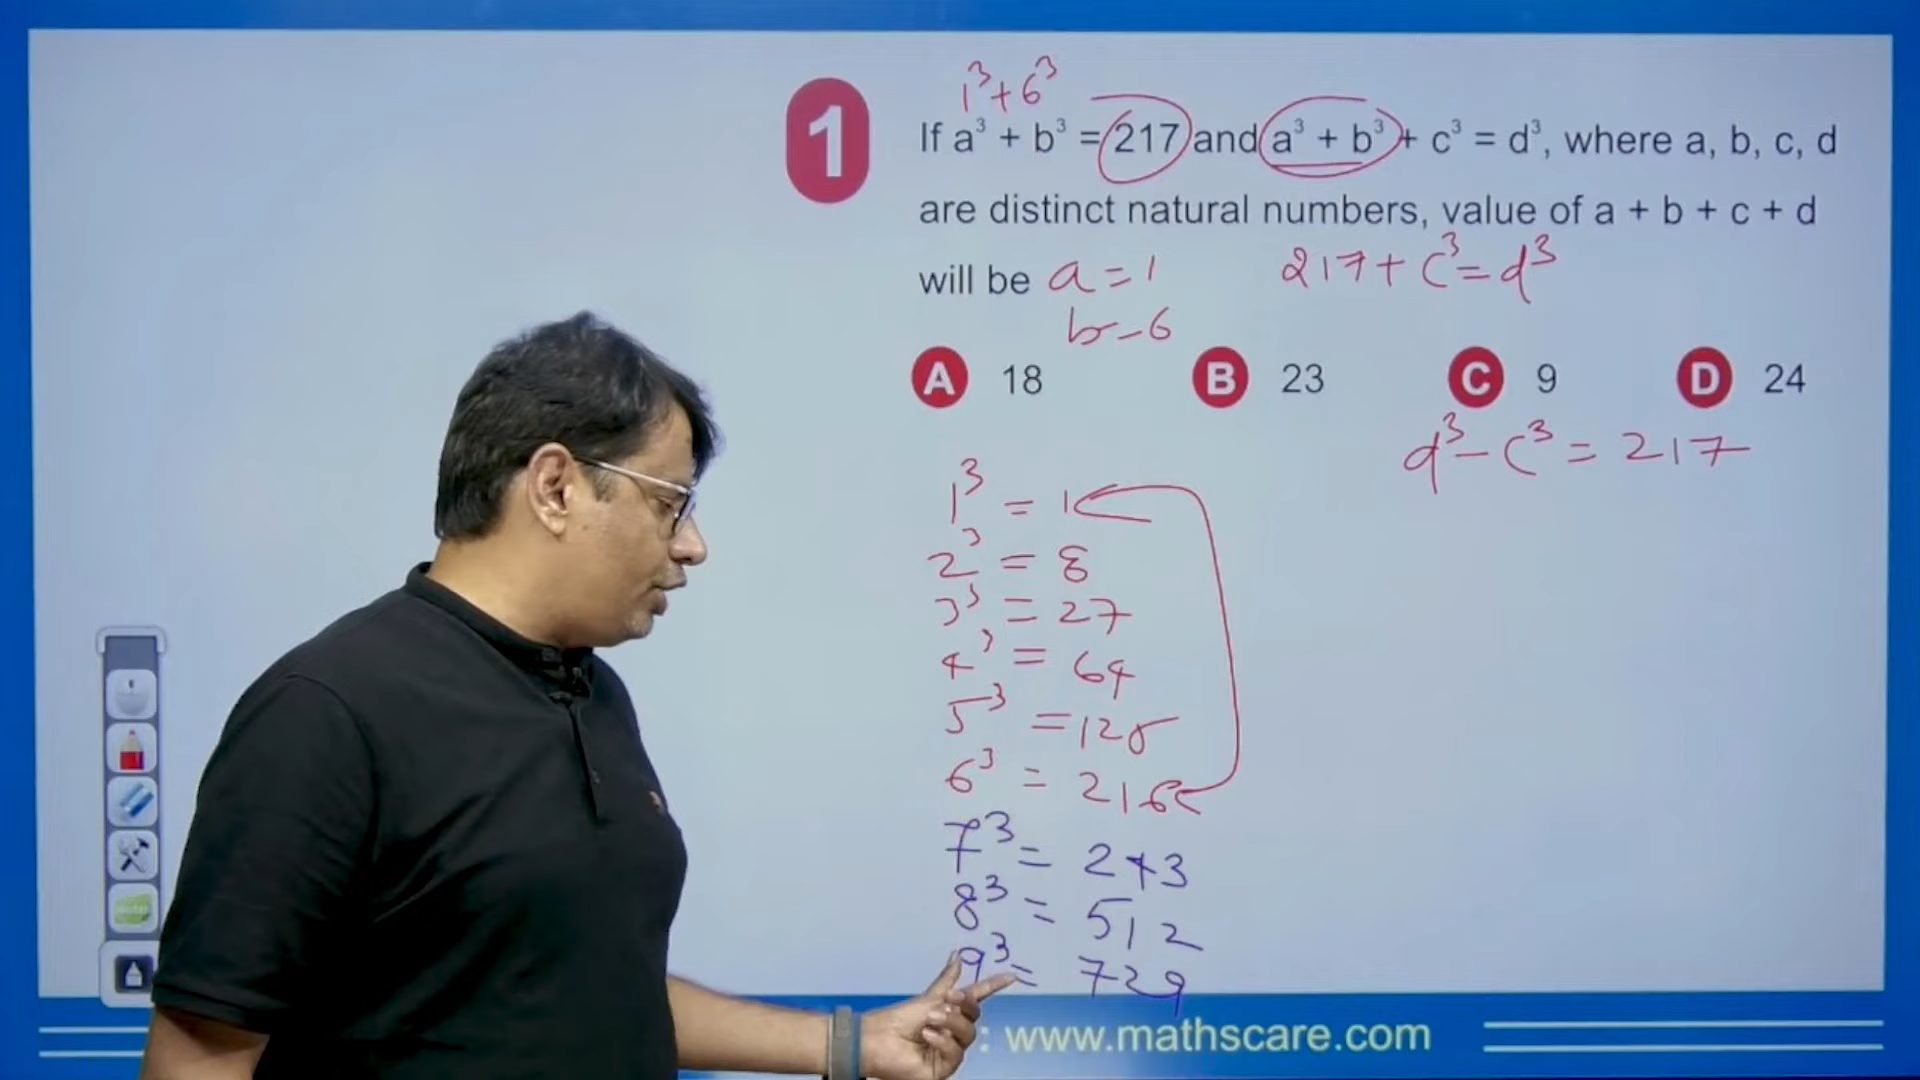 1³+6³
1
If a³ + b³ = 217 and a³ + b³ + c³ = d³, where a, b, c, d
are distinct natural numbers, value of a + b + c + d
will be a = 1 217 + c³ = d³
b - 6
A 18 B 23 C 9 D 24
d³ - c³ = 217
1³ = 1
2³ = 8
3³ = 27
4³ = 64
5³ = 125
6³ = 216
7³ = 243
8³ = 512
9³ = 729
: www.mathscare.com